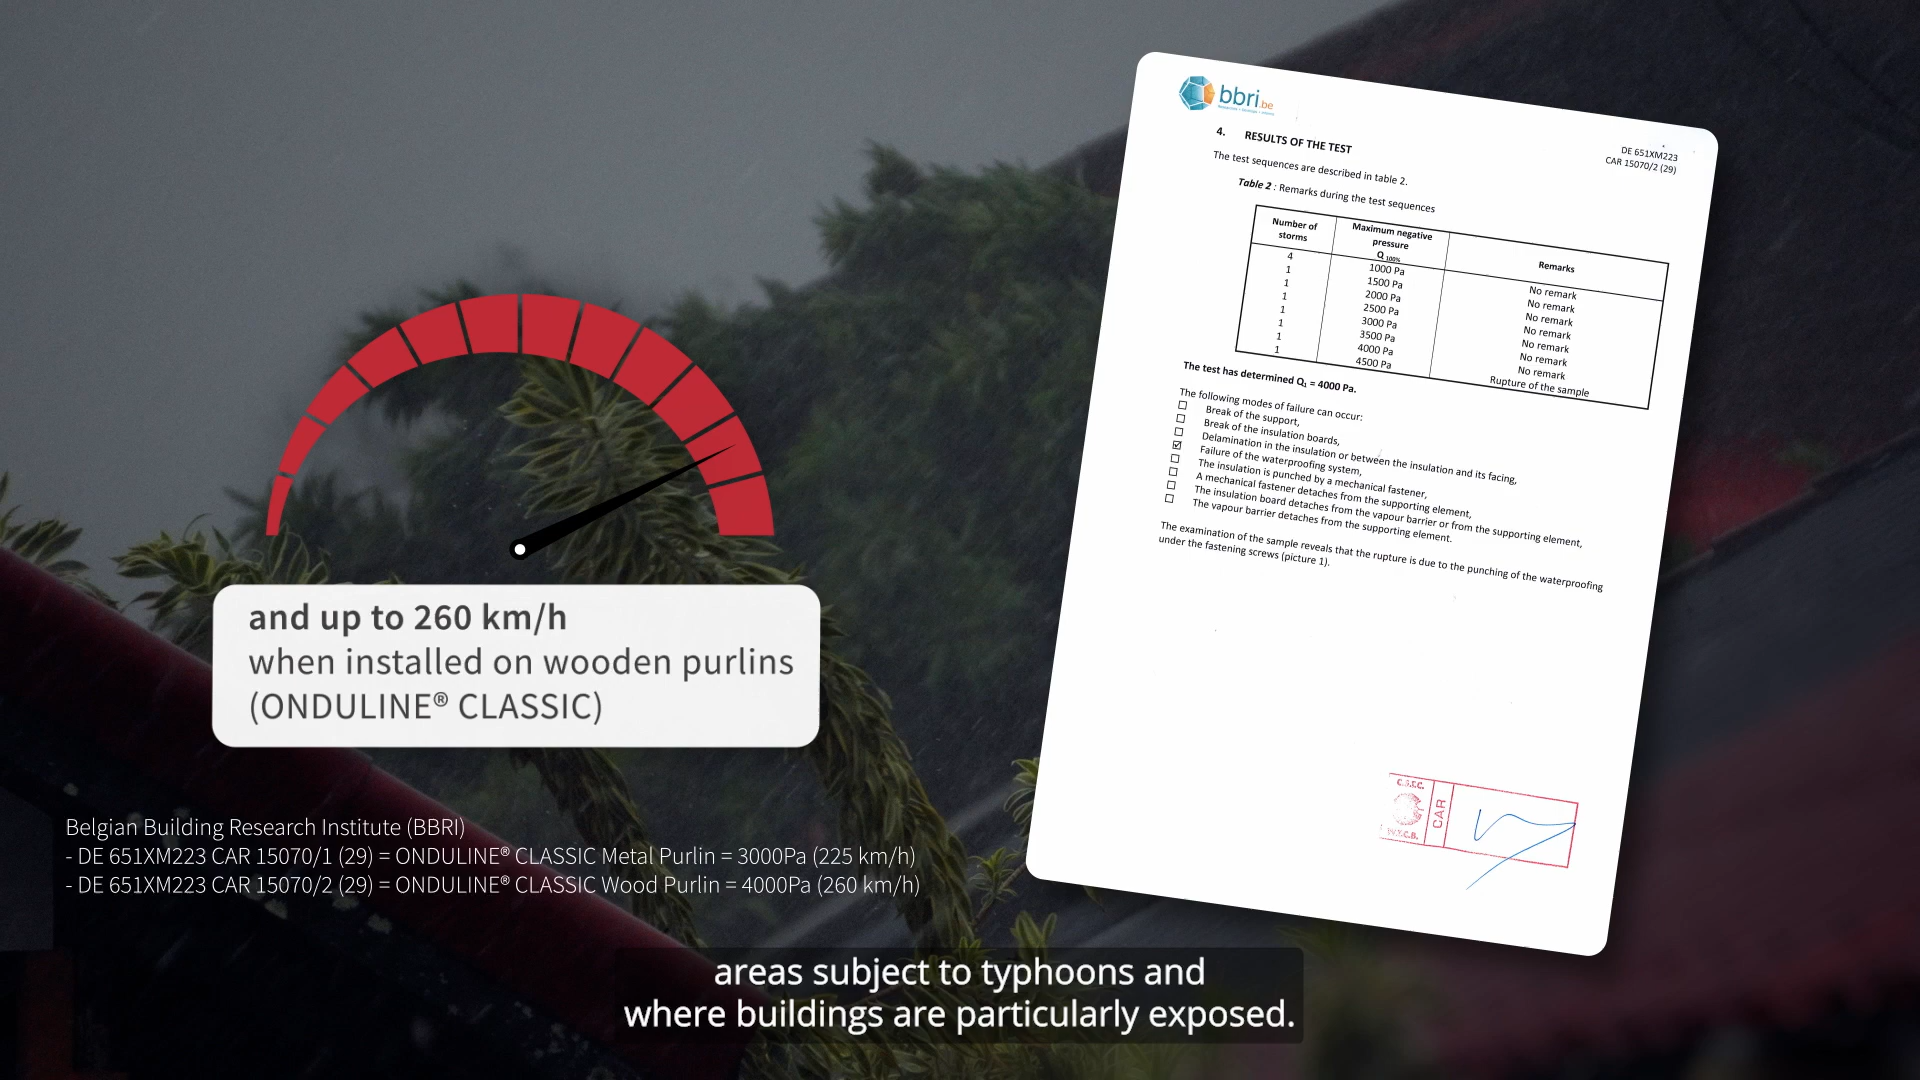 bbri.be
4. RESULTS OF THE TEST
DE 651XM223
CAR 15070/2 (29)
The test sequences are described in table 2.
Table 2 : Remarks during the test sequences
Number of storms Maximum negative pressure Q 100% Remarks
4 1000 Pa No remark
1 1500 Pa No remark
1 2000 Pa No remark
1 2500 Pa No remark
1 3000 Pa No remark
1 3500 Pa No remark
1 4000 Pa No remark
1 4500 Pa Rupture of the sample
The test has determined Q₁ = 4000 Pa.
The following modes of failure can occur:
☐ Break of the support,
☐ Break of the insulation boards,
☐ Delamination in the insulation or between the insulation and its facing,
☑ Failure of the waterproofing system,
☐ The insulation is punched by a mechanical fastener,
☐ A mechanical fastener detaches from the supporting element,
☐ The insulation board detaches from the vapour barrier or from the supporting element,
☐ The vapour barrier detaches from the supporting element.
The examination of the sample reveals that the rupture is due to the punching of the waterproofing
under the fastening screws (picture 1).
C.S.T.C.
CAR
W.T.C.B.
and up to 260 km/h
when installed on wooden purlins
(ONDULINE® CLASSIC)
Belgian Building Research Institute (BBRI)
- DE 651XM223 CAR 15070/1 (29) = ONDULINE® CLASSIC Metal Purlin = 3000Pa (225 km/h)
- DE 651XM223 CAR 15070/2 (29) = ONDULINE® CLASSIC Wood Purlin = 4000Pa (260 km/h)
areas subject to typhoons and
where buildings are particularly exposed.